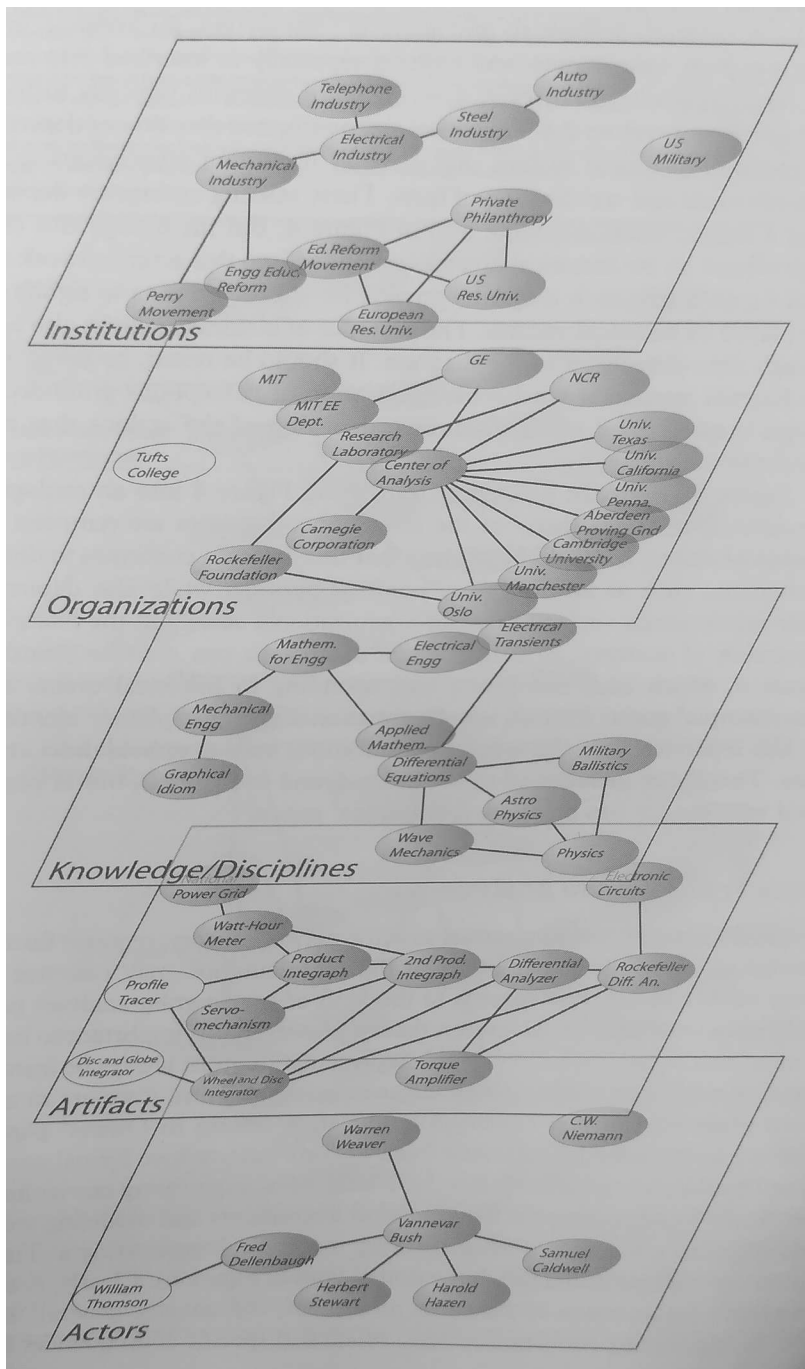 Auto
Industry
Telephone
Industry
Steel
Industry
Electrical
Industry
US
Military
Mechanical
Industry
Private
Philanthropy
Ed. Reform
Movement
Engg Educ.
Reform
US
Res. Univ.
Perry
Movement
European
Res. Univ.
Institutions
GE
MIT
NCR
MIT EE
Dept.
Univ.
Texas
Research
Laboratory
Tufts
College
Center of
Analysis
Univ.
California
Univ.
Penna.
Aberdeen
Proving Gnd
Carnegie
Corporation
Cambridge
University
Rockefeller
Foundation
Univ.
Manchester
Univ.
Oslo
Organizations
Electrical
Transients
Mathem.
for Engg
Electrical
Engg
Mechanical
Engg
Applied
Mathem.
Military
Ballistics
Differential
Equations
Graphical
Idiom
Astro
Physics
Wave
Mechanics
Physics
Knowledge/Disciplines
National
Power Grid
Electronic
Circuits
Watt-Hour
Meter
Product
Integraph
2nd Prod.
Integraph
Differential
Analyzer
Rockefeller
Diff. An.
Profile
Tracer
Servo-
mechanism
Disc and Globe
Integrator
Wheel and Disc
Integrator
Torque
Amplifier
Artifacts
Warren
Weaver
C.W.
Niemann
Vannevar
Bush
Fred
Dellenbaugh
Samuel
Caldwell
William
Thomson
Herbert
Stewart
Harold
Hazen
Actors